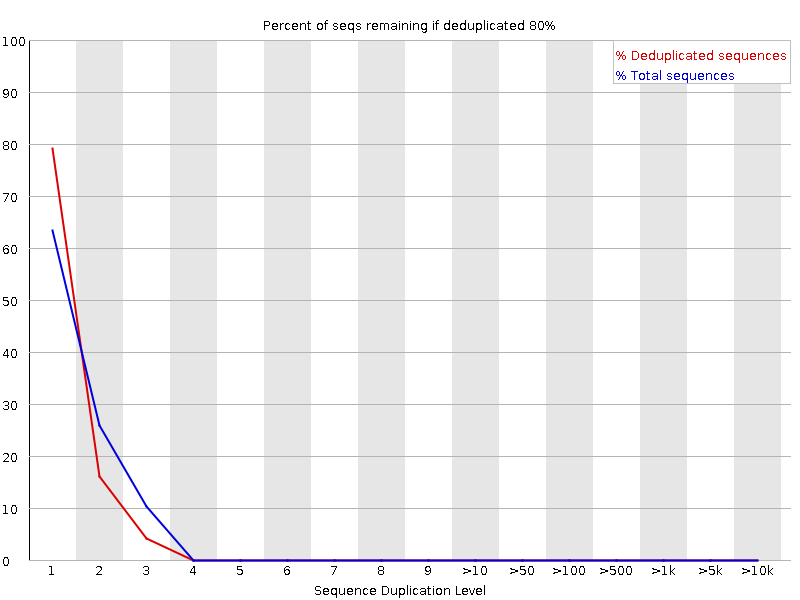 Percent of seqs remaining if deduplicated 80%
% Deduplicated sequences
% Total sequences
100
90
80
70
60
50
40
30
20
10
0
1 2 3 4 5 6 7 8 9 >10 >50 >100 >500 >1k >5k >10k
Sequence Duplication Level